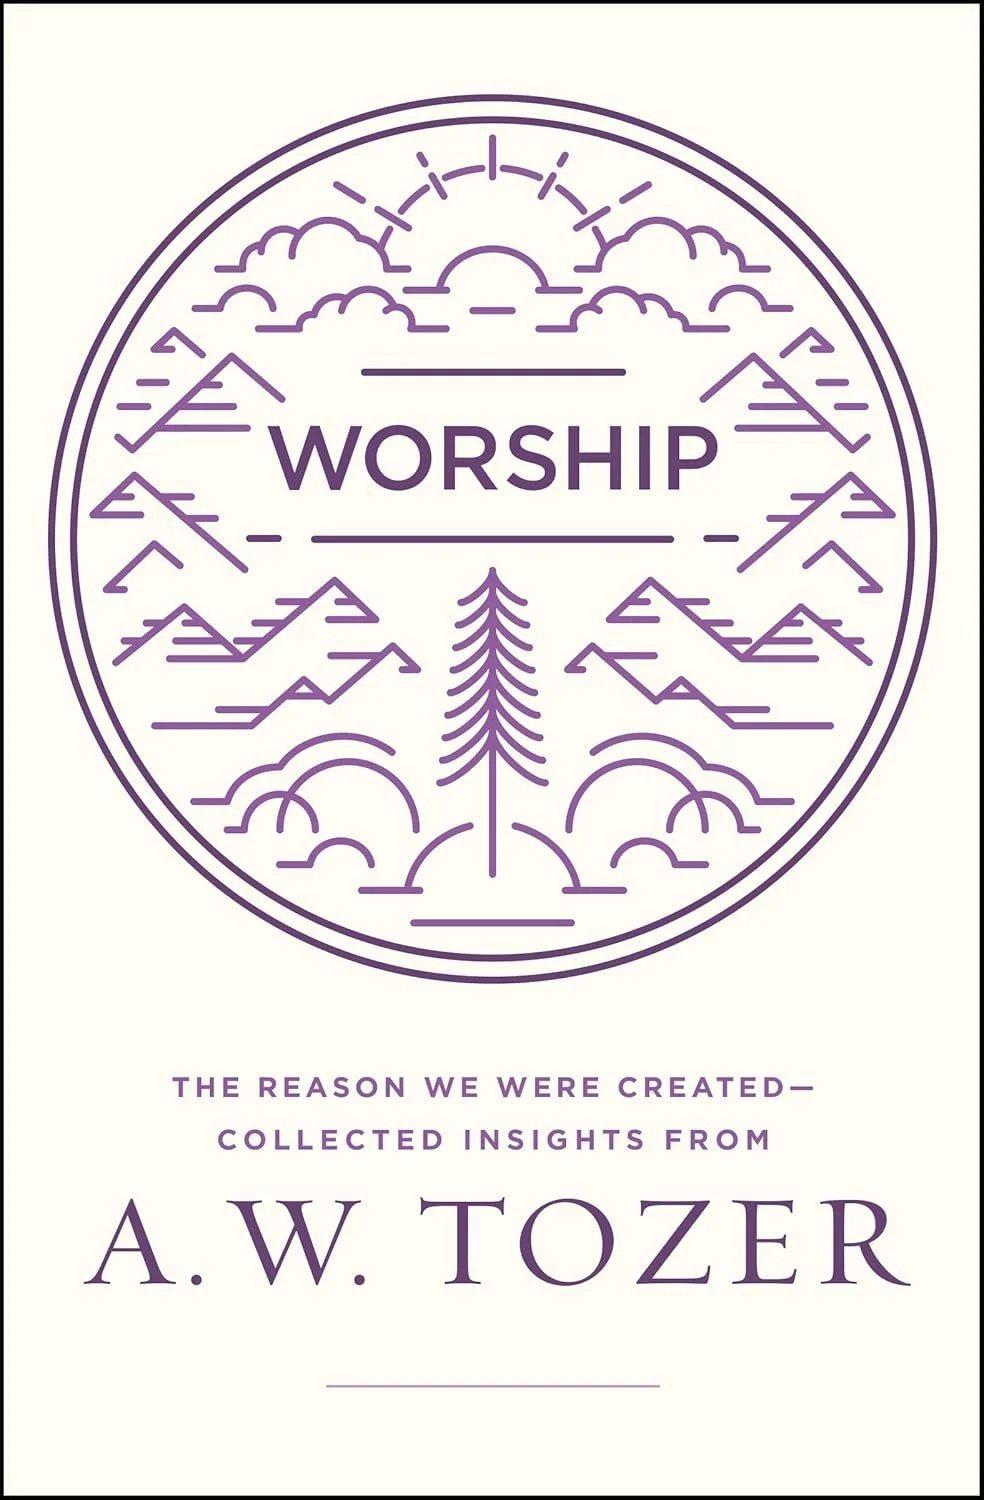 WORSHIP
THE REASON WE WERE CREATED—
COLLECTED INSIGHTS FROM
A. W. TOZER